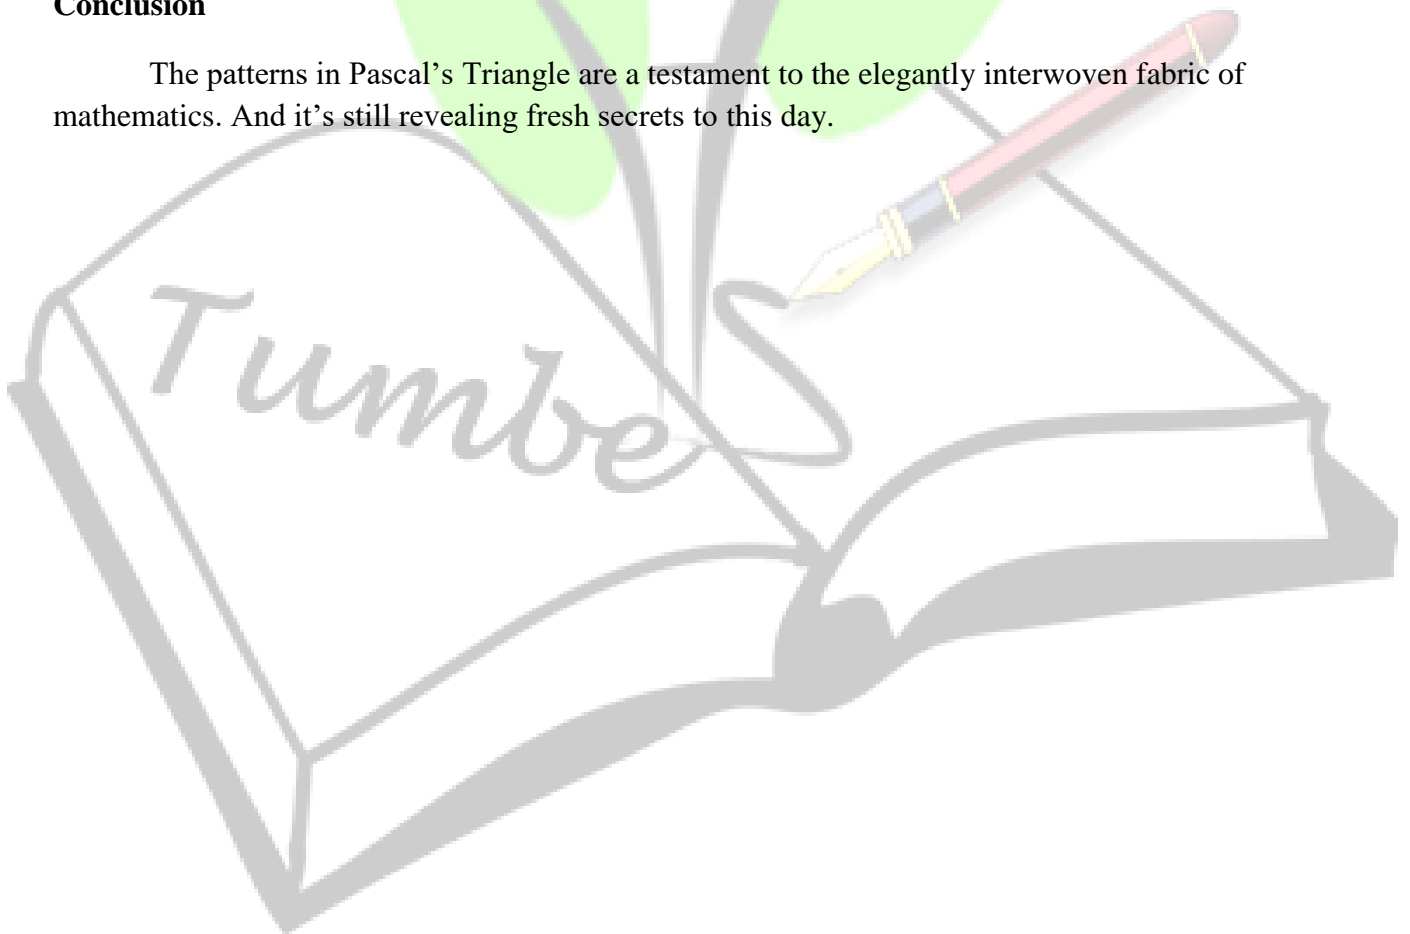 Conclusion
The patterns in Pascal’s Triangle are a testament to the elegantly interwoven fabric of
mathematics. And it’s still revealing fresh secrets to this day.
Tumbe